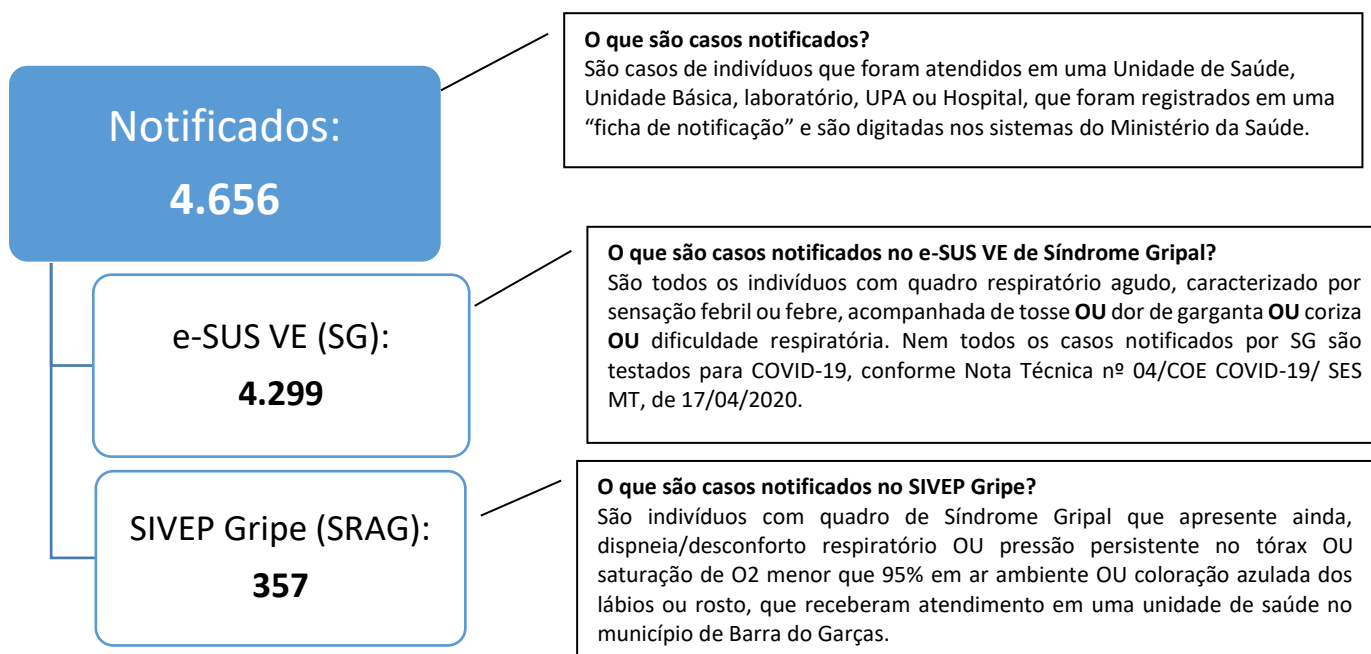 Notificados:
4.656
O que são casos notificados?
São casos de indivíduos que foram atendidos em uma Unidade de Saúde,
Unidade Básica, laboratório, UPA ou Hospital, que foram registrados em uma
“ficha de notificação” e são digitadas nos sistemas do Ministério da Saúde.
e-SUS VE (SG):
4.299
O que são casos notificados no e-SUS VE de Síndrome Gripal?
São todos os indivíduos com quadro respiratório agudo, caracterizado por
sensação febril ou febre, acompanhada de tosse OU dor de garganta OU coriza
OU dificuldade respiratória. Nem todos os casos notificados por SG são
testados para COVID-19, conforme Nota Técnica nº 04/COE COVID-19/ SES
MT, de 17/04/2020.
SIVEP Gripe (SRAG):
357
O que são casos notificados no SIVEP Gripe?
São indivíduos com quadro de Síndrome Gripal que apresente ainda,
dispneia/desconforto respiratório OU pressão persistente no tórax OU
saturação de O2 menor que 95% em ar ambiente OU coloração azulada dos
lábios ou rosto, que receberam atendimento em uma unidade de saúde no
município de Barra do Garças.